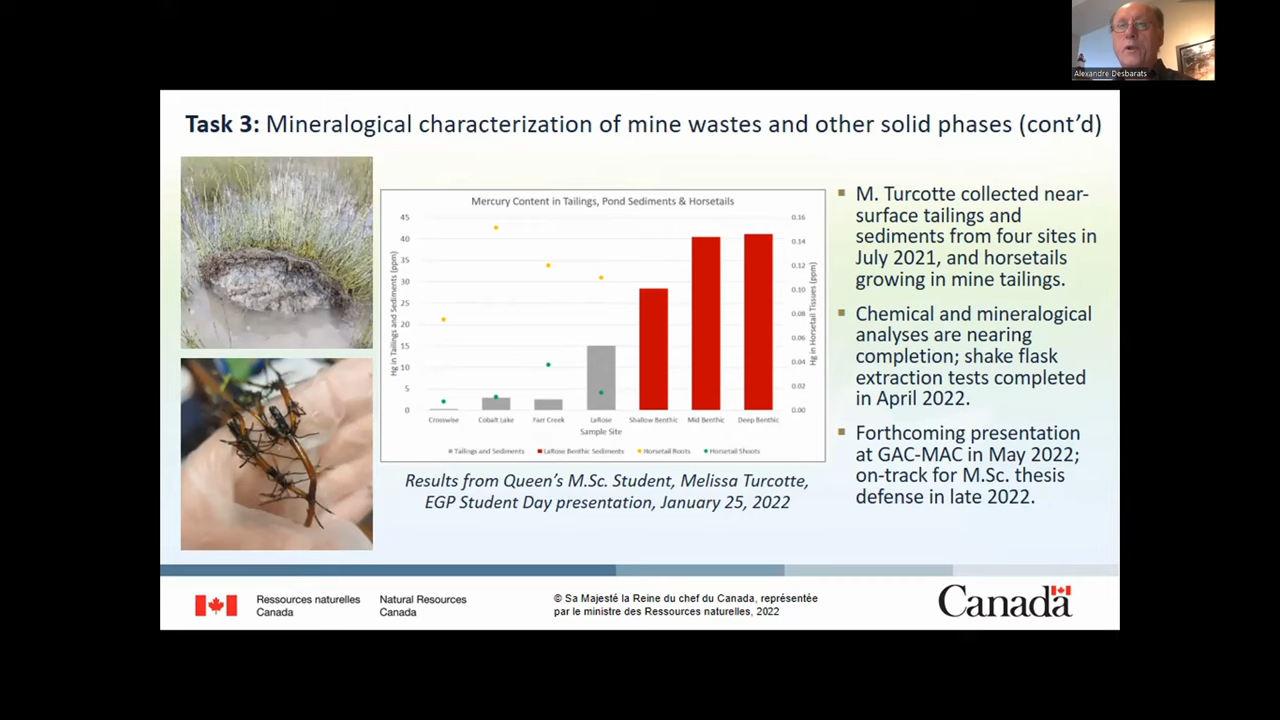 Alexandre Desbarats
Task 3: Mineralogical characterization of mine wastes and other solid phases (cont'd)
Mercury Content in Tailings, Pond Sediments & Horsetails
Hg in Tailings and Sediments (ppm)
45
40
35
30
25
20
15
10
5
0
0.16
0.14
0.12
0.10
0.08
0.06
0.04
0.02
0.00
Hg in Horsetail Tissues (ppm)
Crosswise
Cobalt Lake
Farr Creek
LaRose
Shallow Benthic
Mid Benthic
Deep Benthic
Sample Site
Tailings and Sediments
LaRose Benthic Sediments
Horsetail Roots
Horsetail Shoots
Results from Queen's M.Sc. Student, Melissa Turcotte,
EGP Student Day presentation, January 25, 2022
▪ M. Turcotte collected near-
surface tailings and
sediments from four sites in
July 2021, and horsetails
growing in mine tailings.
▪ Chemical and mineralogical
analyses are nearing
completion; shake flask
extraction tests completed
in April 2022.
▪ Forthcoming presentation
at GAC-MAC in May 2022;
on-track for M.Sc. thesis
defense in late 2022.
Ressources naturelles
Canada
Natural Resources
Canada
© Sa Majesté la Reine du chef du Canada, représentée
par le ministre des Ressources naturelles, 2022
Canada